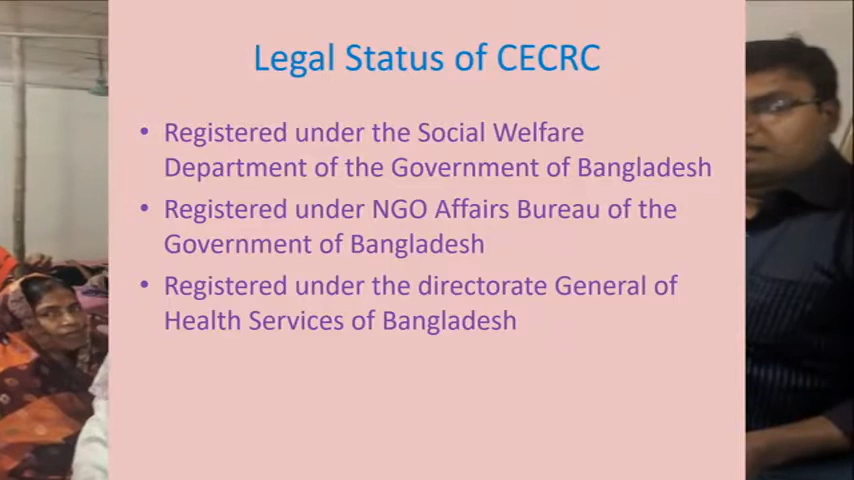 Legal Status of CECRC
• Registered under the Social Welfare
Department of the Government of Bangladesh
• Registered under NGO Affairs Bureau of the
Government of Bangladesh
• Registered under the directorate General of
Health Services of Bangladesh